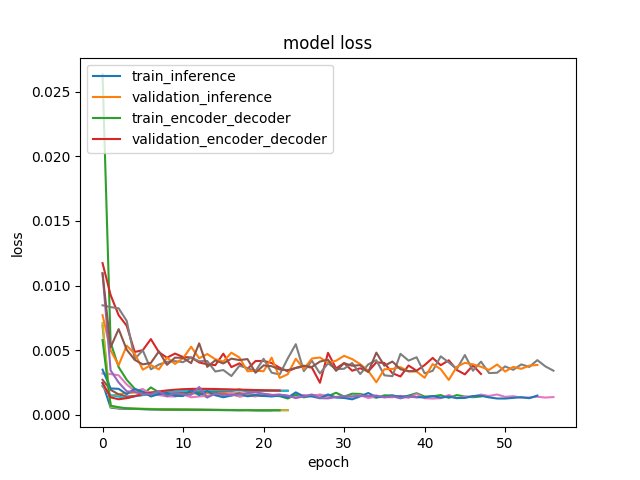 model loss
train_inference
validation_inference
train_encoder_decoder
validation_encoder_decoder
0.025
0.020
0.015
0.010
0.005
0.000
loss
0 10 20 30 40 50
epoch